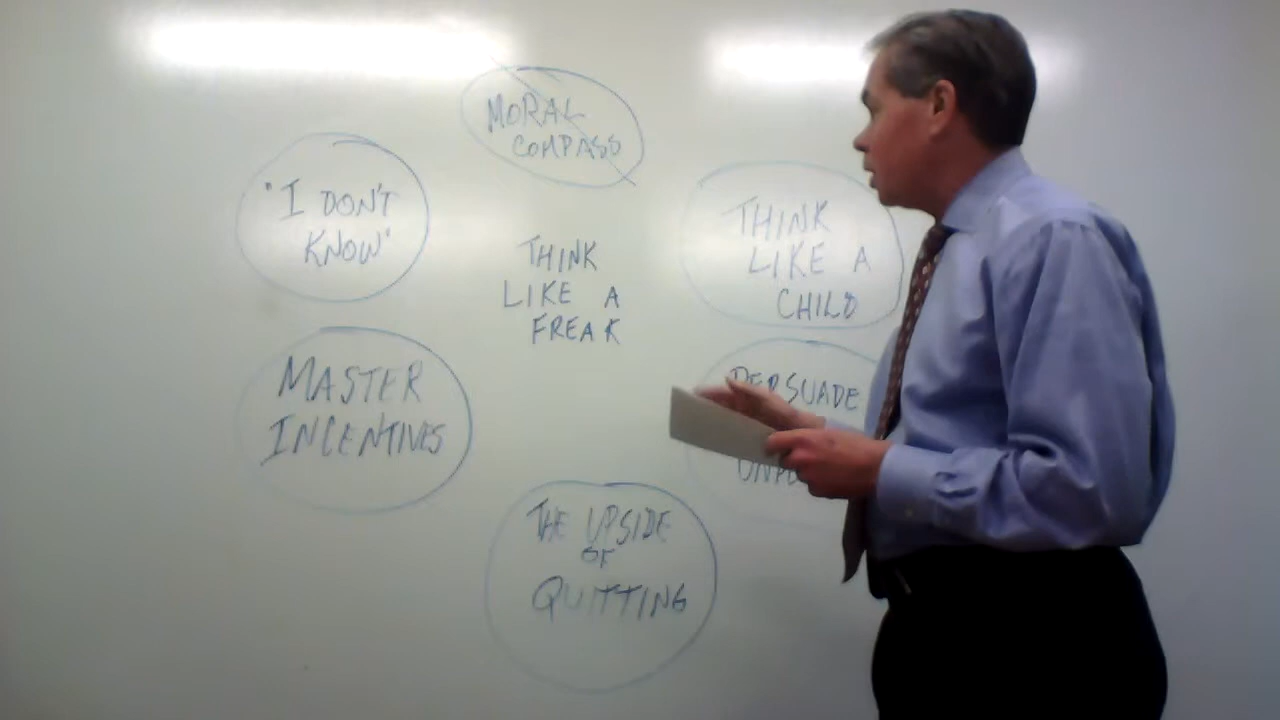 MORAL
COMPASS
"I DON'T
KNOW"
THINK
LIKE A
CHILD
THINK
LIKE A
FREAK
MASTER
INCENTIVES
PERSUADE
THE UPSIDE
OF
QUITTING